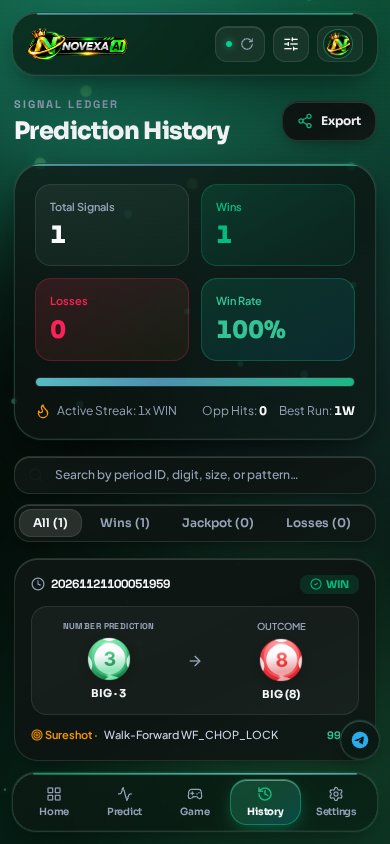 NOVEXA AI
SIGNAL LEDGER
Prediction History
Export
Total Signals
1
Wins
1
Losses
0
Win Rate
100%
Active Streak: 1x WIN Opp Hits: 0 Best Run: 1W
Search by period ID, digit, size, or pattern...
All (1) Wins (1) Jackpot (0) Losses (0)
20261121100051959 WIN
NUMBER PREDICTION OUTCOME
3 → 8
BIG · 3 BIG (8)
Sureshot · Walk-Forward WF_CHOP_LOCK 99
Home Predict Game History Settings